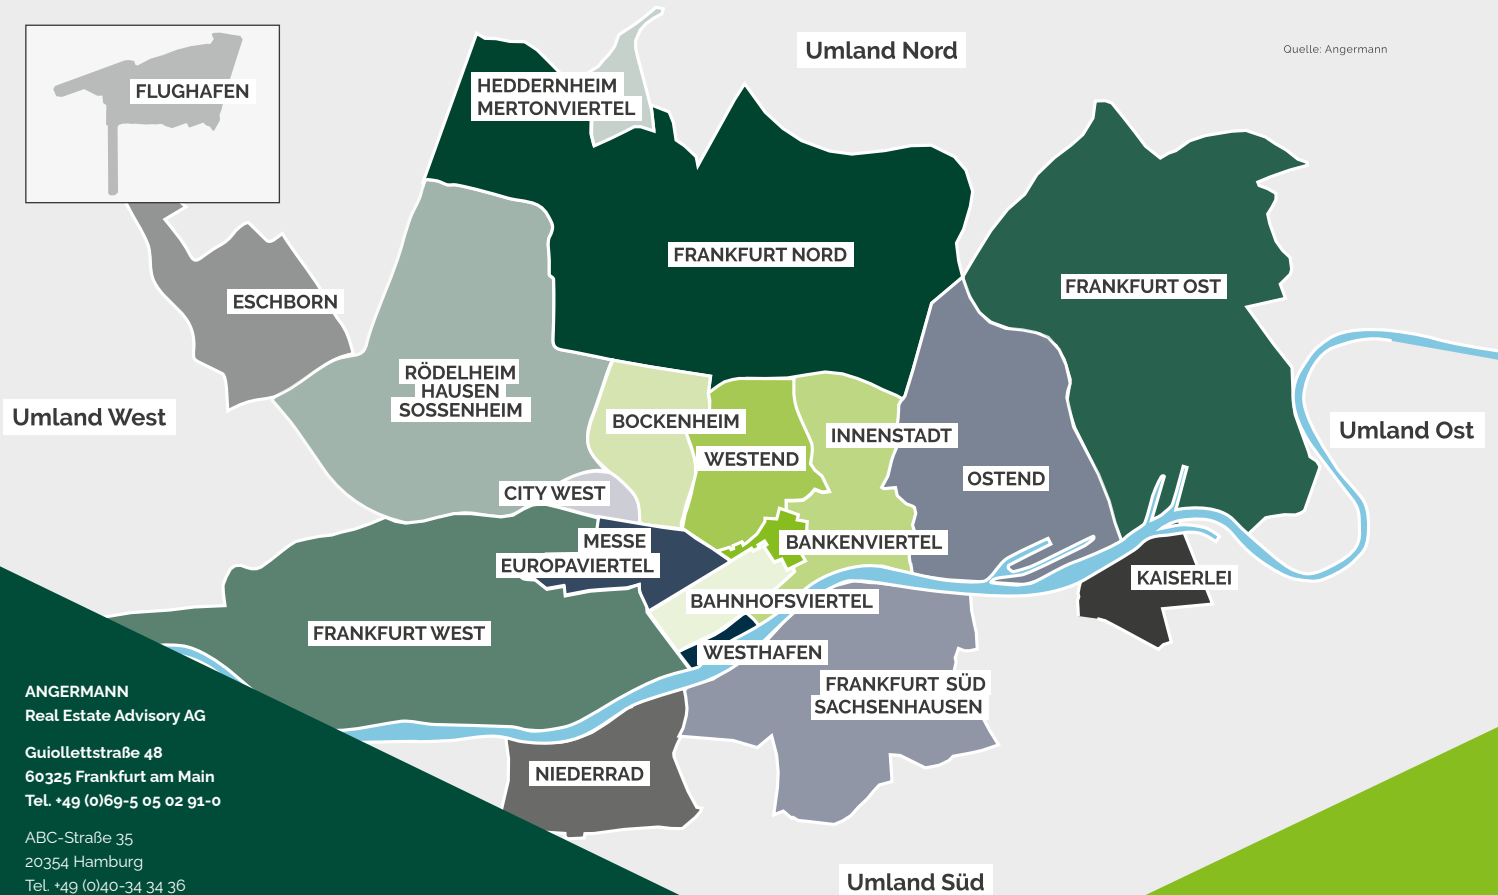 Umland Nord
Quelle: Angermann
FLUGHAFEN
HEDDERNHEIM
MERTONVIERTEL
FRANKFURT NORD
FRANKFURT OST
ESCHBORN
RÖDELHEIM
HAUSEN
SOSSENHEIM
Umland West
BOCKENHEIM
INNENSTADT
Umland Ost
WESTEND
OSTEND
CITY WEST
MESSE
EUROPAVIERTEL
BANKENVIERTEL
KAISERLEI
BAHNHOFSVIERTEL
FRANKFURT WEST
WESTHAFEN
FRANKFURT SÜD
SACHSENHAUSEN
NIEDERRAD
Umland Süd
ANGERMANN
Real Estate Advisory AG
Guiollettstraße 48
60325 Frankfurt am Main
Tel. +49 (0)69-5 05 02 91-0
ABC-Straße 35
20354 Hamburg
Tel. +49 (0)40-34 34 36